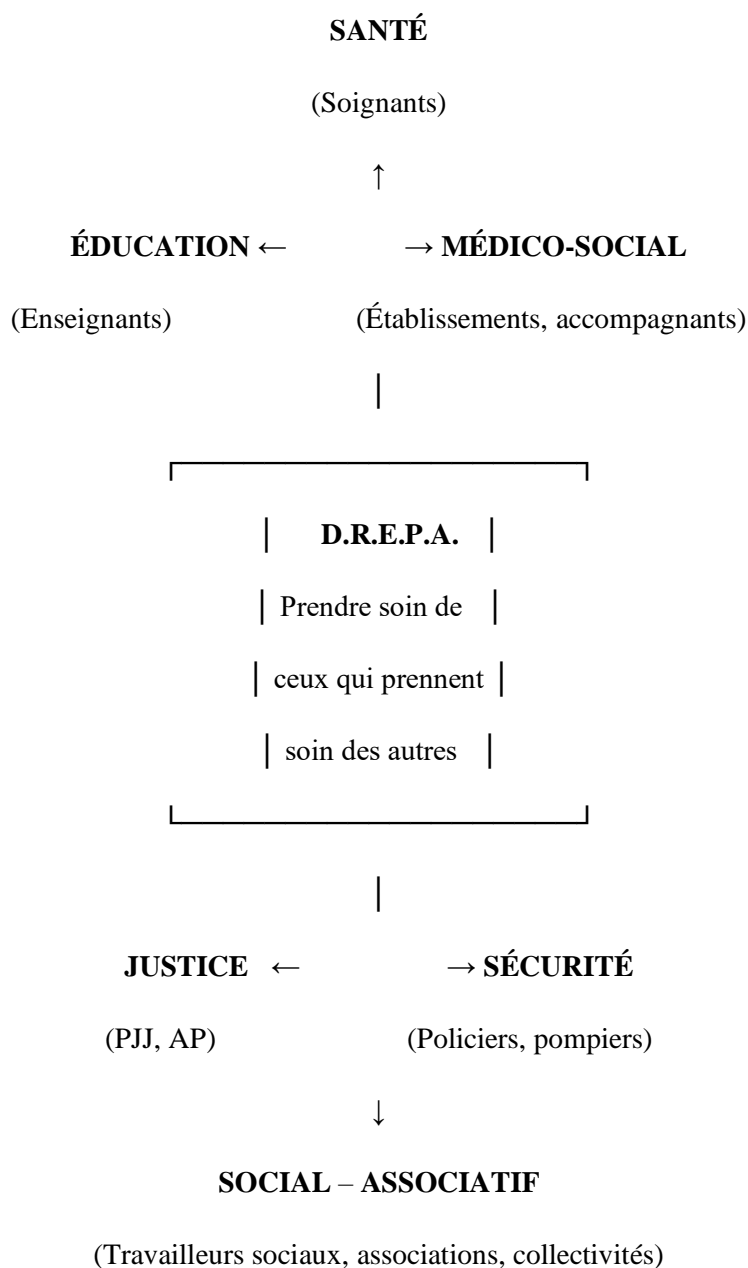 SANTÉ
(Soignants)
↑
ÉDUCATION ← → MÉDICO-SOCIAL
(Enseignants) (Établissements, accompagnants)
│
┌────────────────────┐
│ D.R.E.P.A. │
│ Prendre soin de │
│ ceux qui prennent │
│ soin des autres │
└────────────────────┘
│
JUSTICE ← → SÉCURITÉ
(PJJ, AP) (Policiers, pompiers)
↓
SOCIAL – ASSOCIATIF
(Travailleurs sociaux, associations, collectivités)